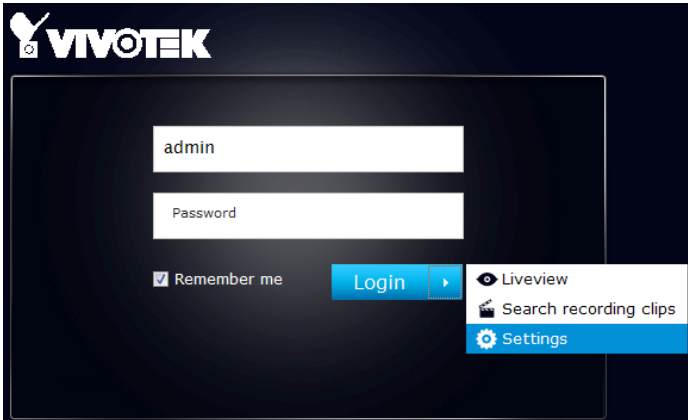 VIVOTEK
admin
Password
Remember me
Login
Liveview
Search recording clips
Settings